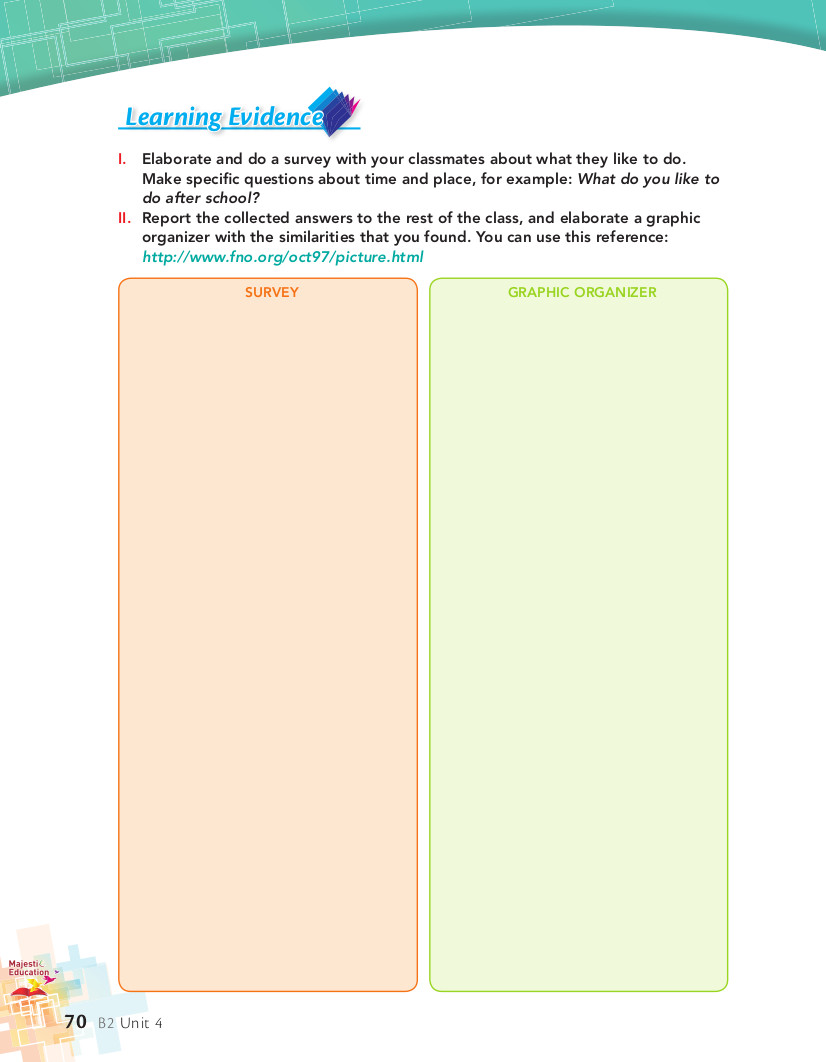 Learning Evidence
I. Elaborate and do a survey with your classmates about what they like to do.
Make specific questions about time and place, for example: What do you like to
do after school?
II. Report the collected answers to the rest of the class, and elaborate a graphic
organizer with the similarities that you found. You can use this reference:
http://www.fno.org/oct97/picture.html
SURVEY
GRAPHIC ORGANIZER
Majestic
Education
70 B2 Unit 4